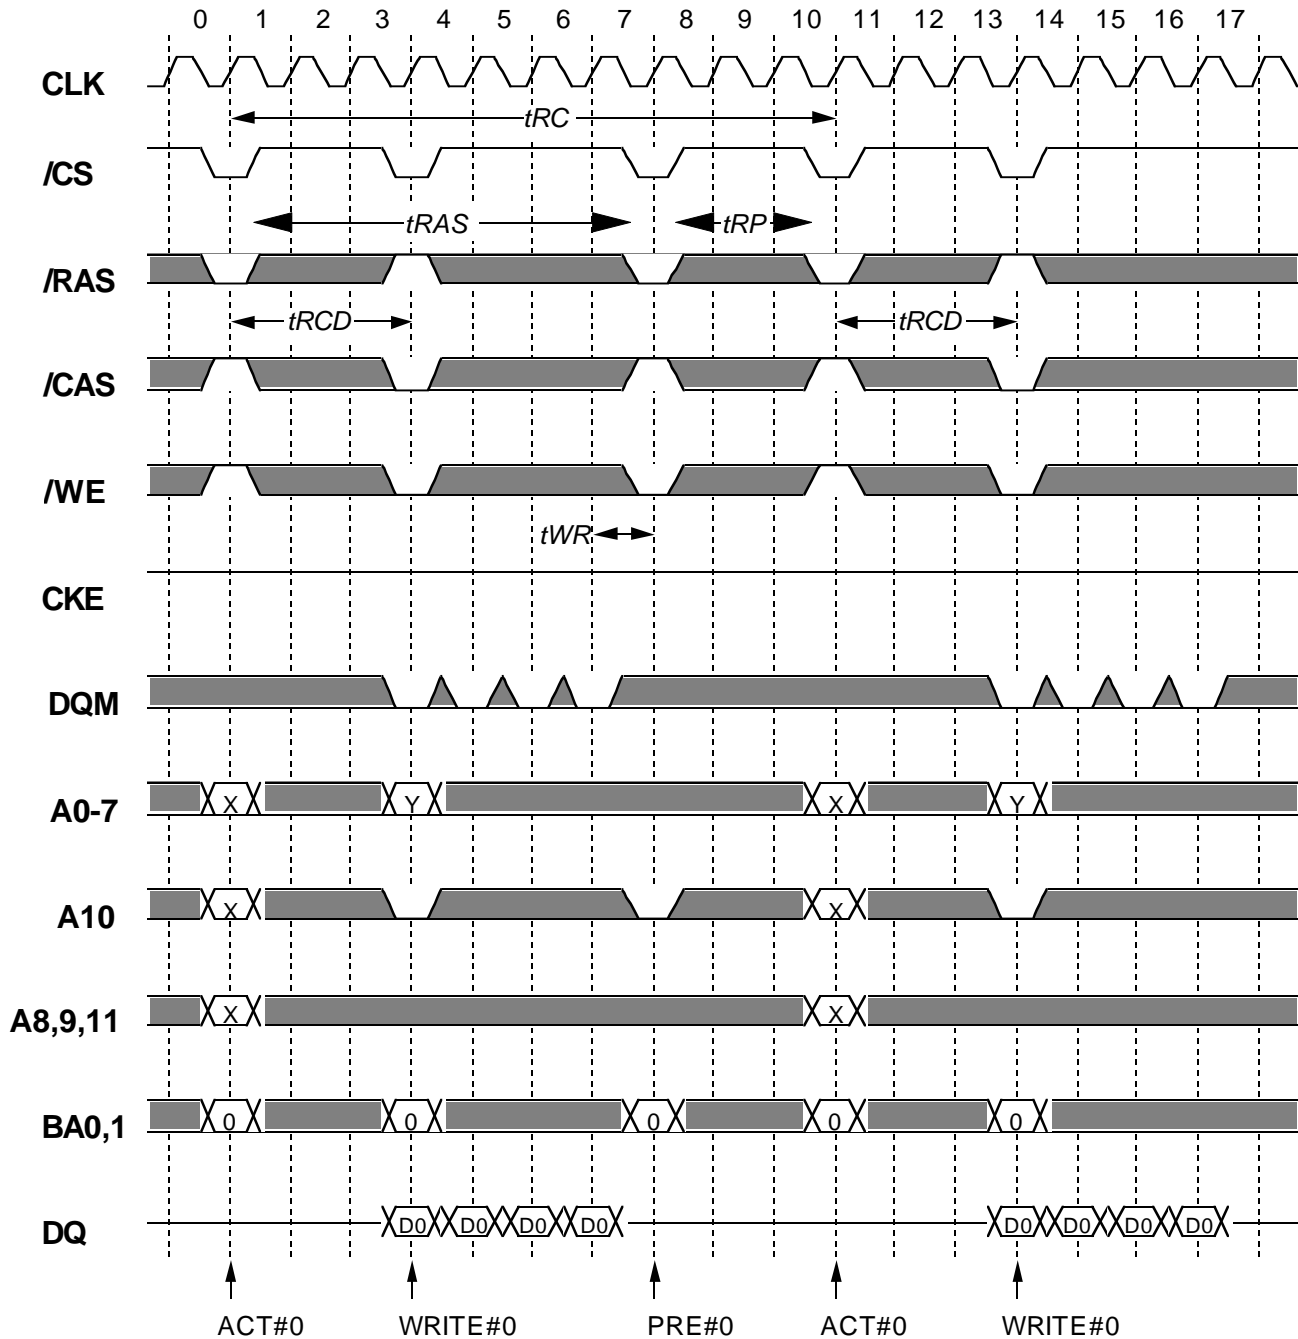 0 1 2 3 4 5 6 7 8 9 10 11 12 13 14 15 16 17
CLK
tRC
/CS
tRAS tRP
/RAS
tRCD tRCD
/CAS
/WE
tWR
CKE
DQM
A0-7 X Y X Y
A10 X X
A8,9,11 X X
BA0,1 0 0 0 0 0
DQ D0 D0 D0 D0 D0 D0 D0 D0
ACT#0 WRITE#0 PRE#0 ACT#0 WRITE#0